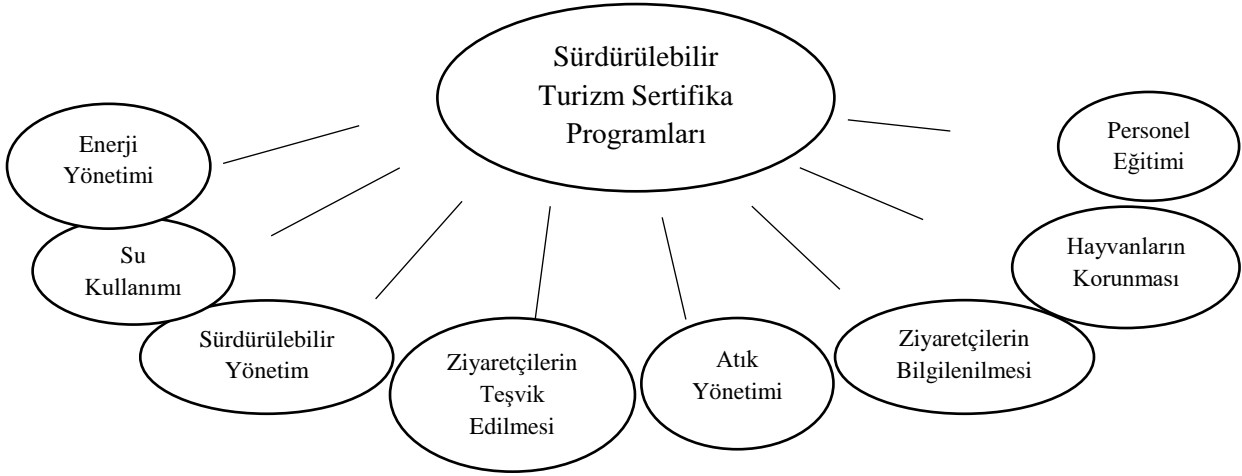 Sürdürülebilir
Turizm Sertifika
Programları
Enerji
Yönetimi
Su
Kullanımı
Sürdürülebilir
Yönetim
Ziyaretçilerin
Teşvik
Edilmesi
Atık
Yönetimi
Ziyaretçilerin
Bilgilenilmesi
Hayvanların
Korunması
Personel
Eğitimi